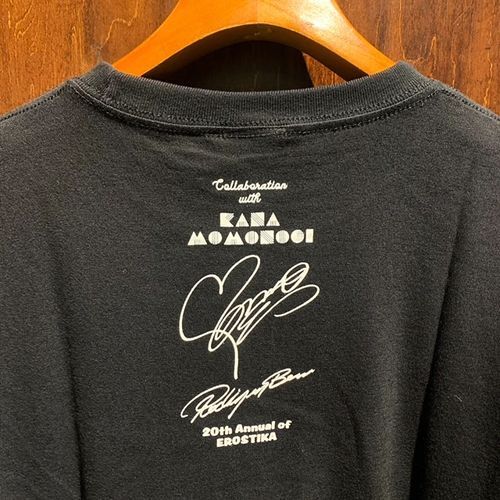 Collaboration
with
KANA
MOMONOGI
20th Annual of
EROSTIKA